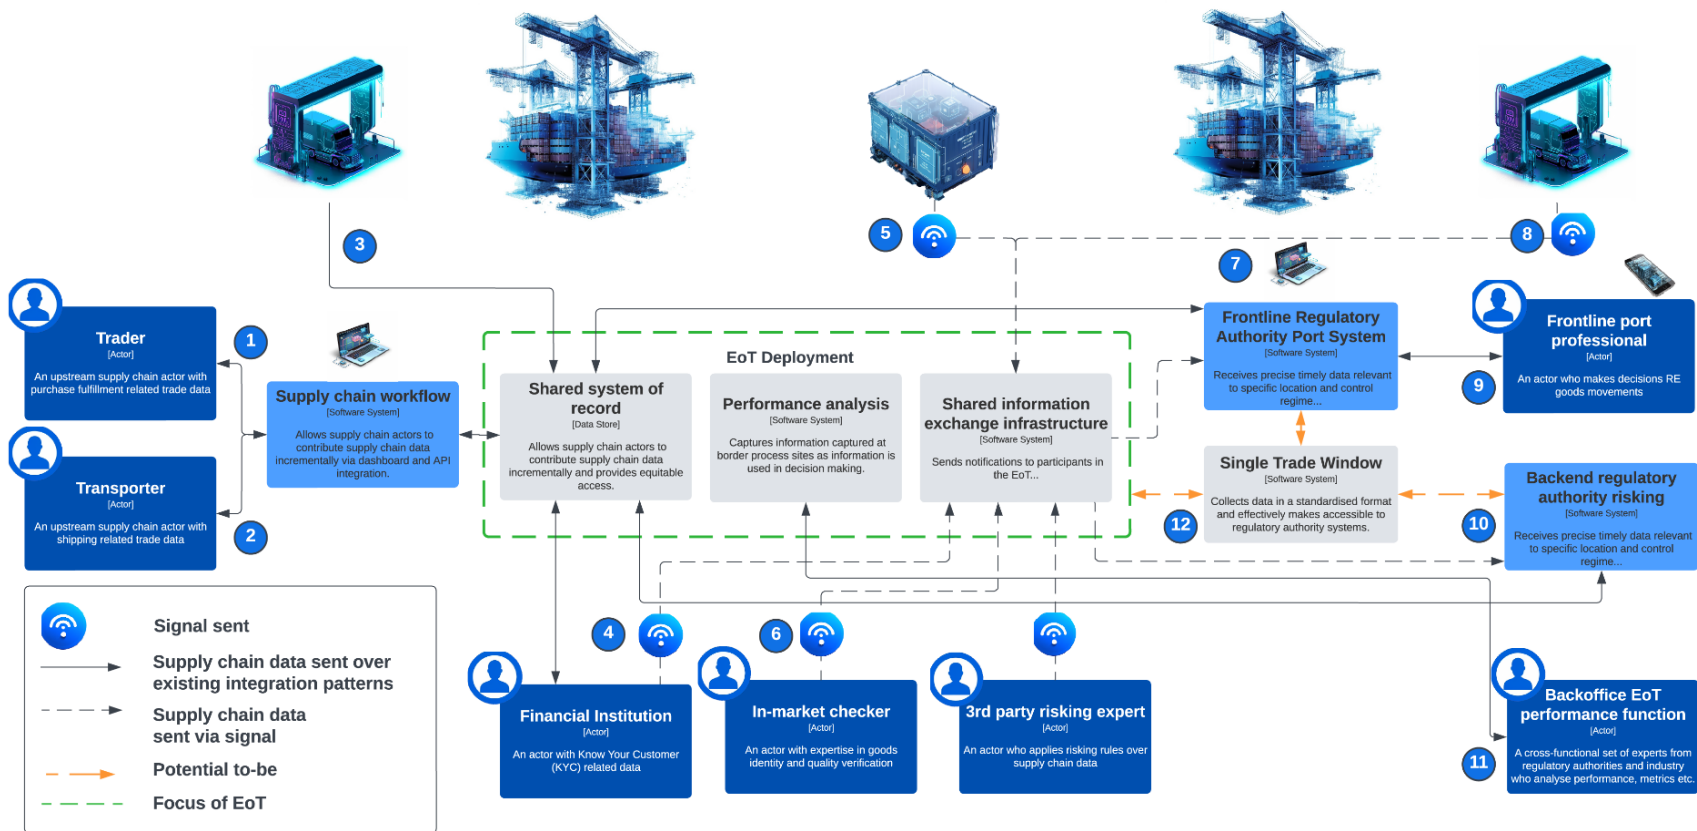 3
5
7
8
Trader
[Actor]
An upstream supply chain actor with
purchase fulfillment related trade data
1
Transporter
[Actor]
An upstream supply chain actor with
shipping related trade data
2
Supply chain workflow
[Software System]
Allows supply chain actors to
contribute supply chain data
incrementally via dashboard and API
integration.
EoT Deployment
Shared system of
record
[Data Store]
Allows supply chain actors to
contribute supply chain data
incrementally and provides equitable
access.
Performance analysis
[Software System]
Captures information captured at
border process sites as information is
used in decision making.
Shared information
exchange infrastructure
[Software System]
Sends notifications to participants in
the EoT...
Frontline Regulatory
Authority Port System
[Software System]
Receives precise timely data relevant
to specific location and control
regime...
Frontline port
professional
[Actor]
An actor who makes decisions RE
goods movements
9
Single Trade Window
[Software System]
Collects data in a standardised format
and effectively makes accessible to
regulatory authority systems.
12
10
Backend regulatory
authority risking
[Software System]
Receives precise timely data relevant
to specific location and control
regime...
Signal sent
Supply chain data sent over
existing integration patterns
Supply chain data
sent via signal
Potential to-be
Focus of EoT
4
6
Financial Institution
[Actor]
An actor with Know Your Customer
(KYC) related data
In-market checker
[Actor]
An actor with expertise in goods
identity and quality verification
3rd party risking expert
[Actor]
An actor who applies risking rules over
supply chain data
11
Backoffice EoT
performance function
[Actor]
A cross-functional set of experts from
regulatory authorities and industry
who analyse performance, metrics etc.